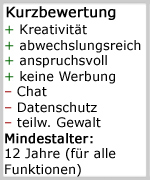 Kurzbewertung
+ Kreativität
+ abwechslungsreich
+ anspruchsvoll
+ keine Werbung
– Chat
– Datenschutz
– teilw. Gewalt
Mindestalter:
12 Jahre (für alle
Funktionen)